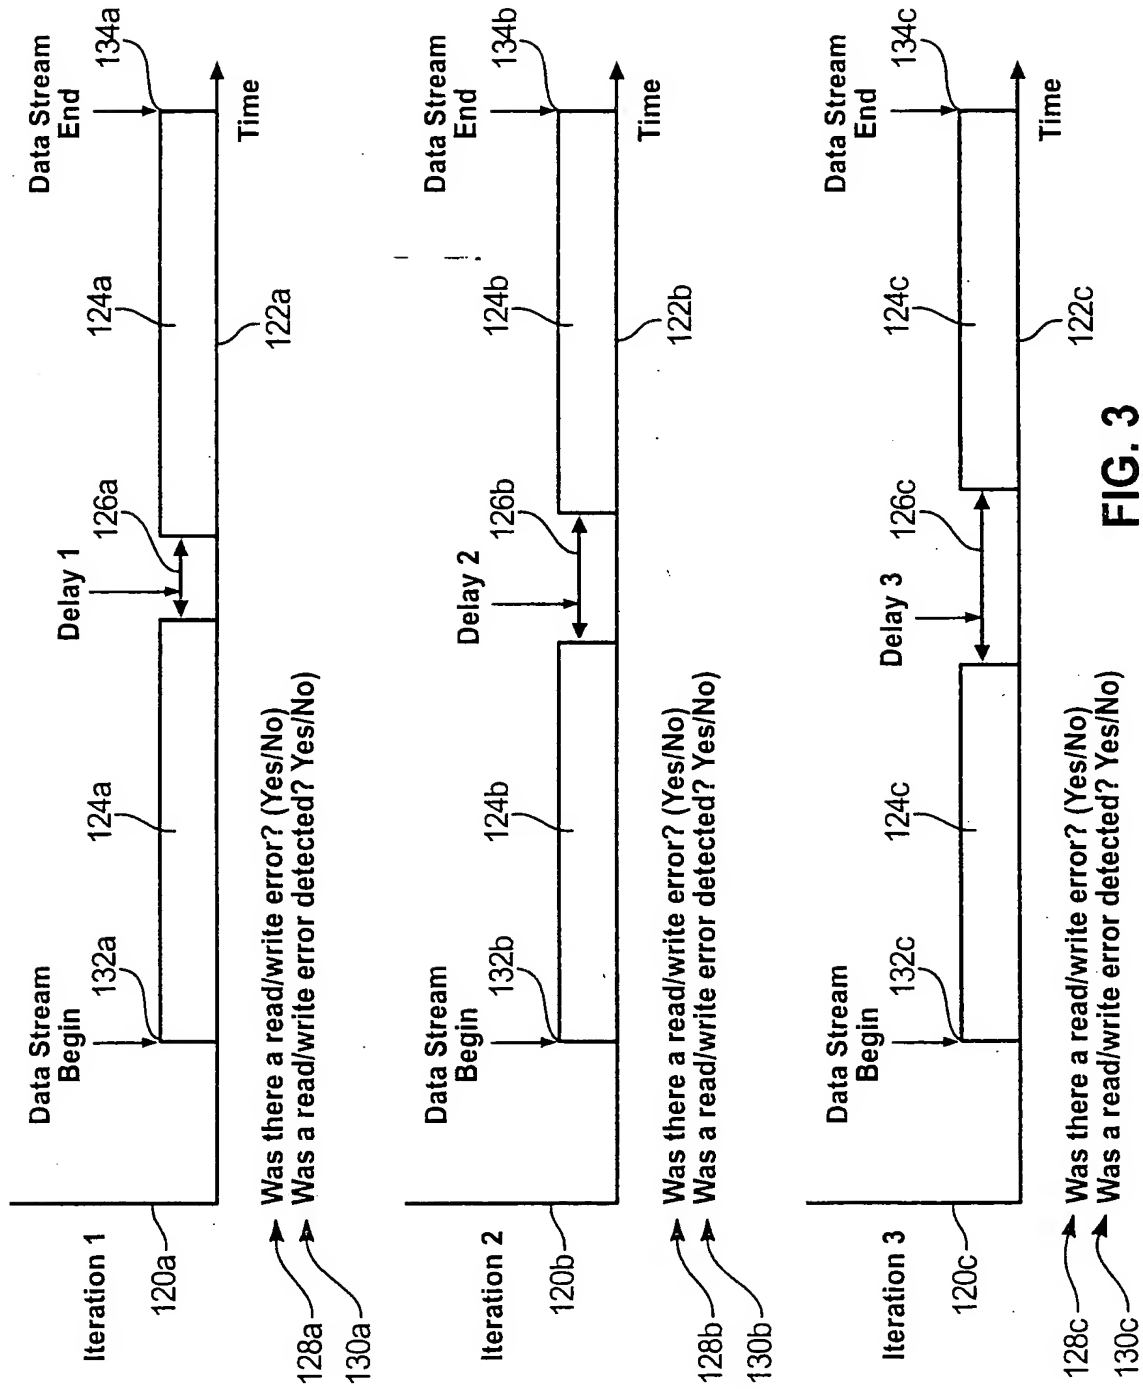 Iteration 1
120a
Data Stream
Begin
132a
124a
Delay 1
126a
124a
122a
Data Stream
End
134a
Time
128a
Was there a read/write error? (Yes/No)
130a
Was a read/write error detected? Yes/No)
Iteration 2
120b
Data Stream
Begin
132b
124b
Delay 2
126b
124b
122b
Data Stream
End
134b
Time
128b
Was there a read/write error? (Yes/No)
130b
Was a read/write error detected? Yes/No)
Iteration 3
120c
Data Stream
Begin
132c
124c
Delay 3
126c
124c
122c
Data Stream
End
134c
Time
128c
Was there a read/write error? (Yes/No)
130c
Was a read/write error detected? Yes/No)
FIG. 3